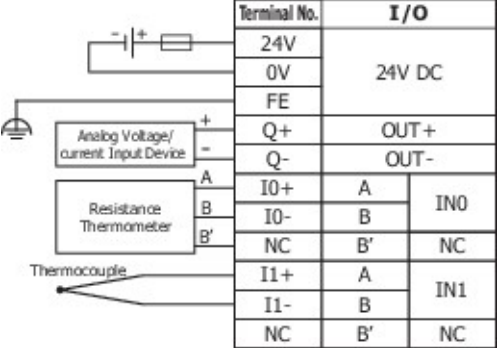 Terminal No. I/O
- + 24V
0V 24V DC
FE
+ Q+ OUT+
Analog Voltage/
current Input Device
- Q- OUT-
A I0+ A
IN0
Resistance
Thermometer
B I0- B
B′ NC B′ NC
Thermocouple
I1+ A
IN1
I1- B
NC B′ NC